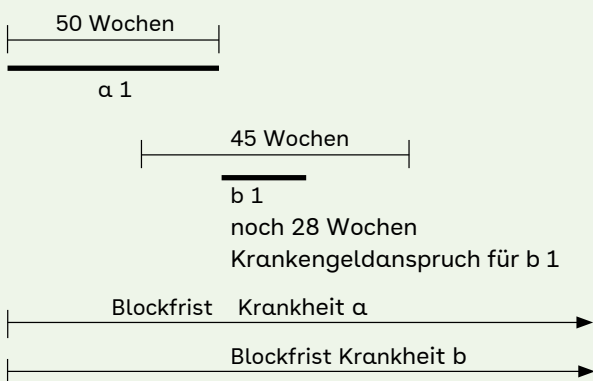 50 Wochen
a 1
45 Wochen
b 1
noch 28 Wochen
Krankengeldanspruch für b 1
Blockfrist Krankheit a
Blockfrist Krankheit b